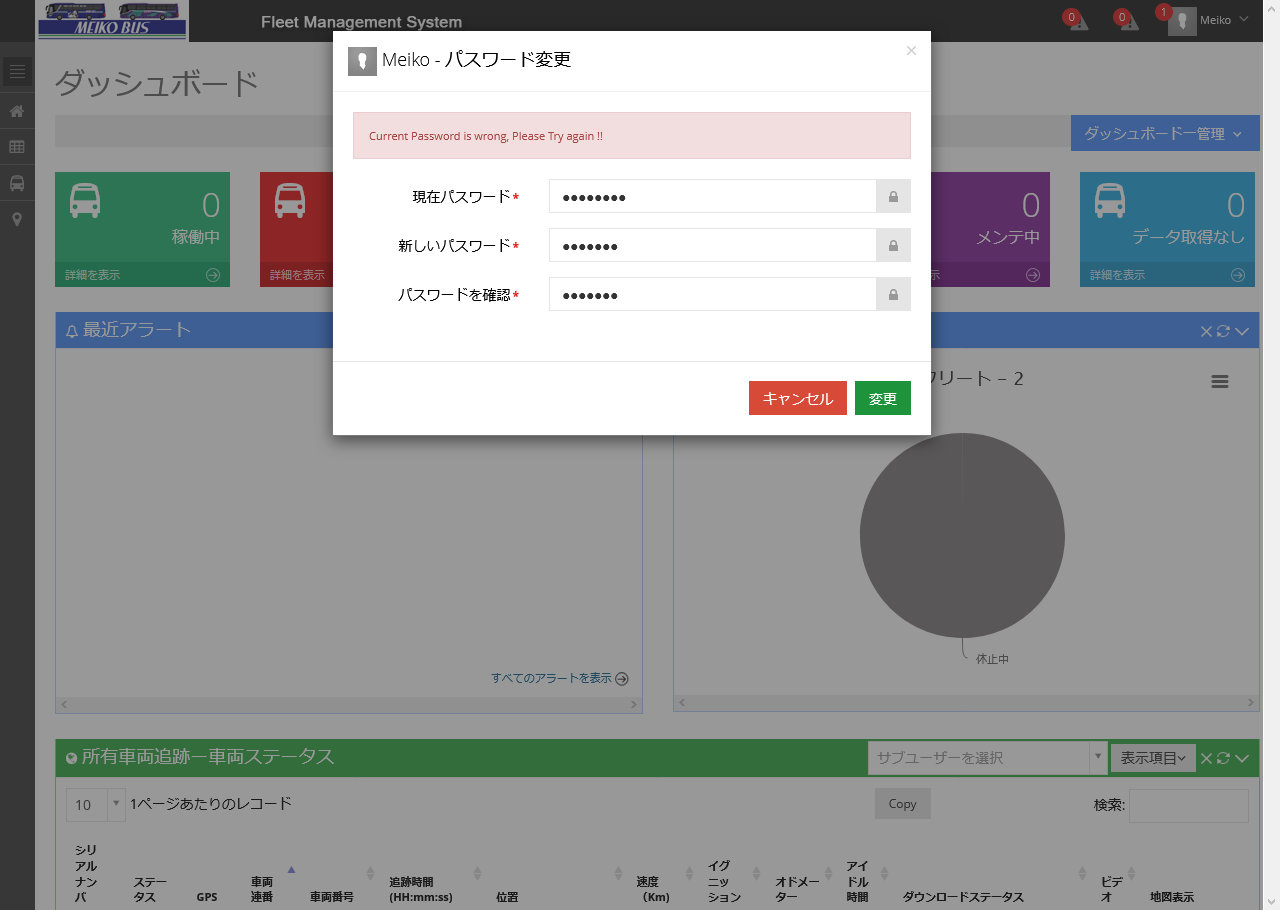 MEIKO BUS
Fleet Management System
0
0
1
Meiko
Meiko - パスワード変更
×
ダッシュボード
Current Password is wrong, Please Try again !!
ダッシュボードー管理
現在パスワード*
新しいパスワード*
パスワードを確認*
0
稼働中
詳細を表示
詳細を表示
0
メンテ中
示
0
データ取得なし
詳細を表示
最近アラート
フリート – 2
キャンセル
変更
休止中
すべてのアラートを表示
所有車両追跡ー車両ステータス
サブユーザーを選択
表示項目
10
1ページあたりのレコード
Copy
検索:
シリアルナンバ
ステータス
GPS
車両連番
車両番号
追跡時間
(HH:mm:ss)
位置
速度
(Km)
イグニッション
オドメーター
アイドル時間
ダウンロードステータス
ビデオ
地図表示